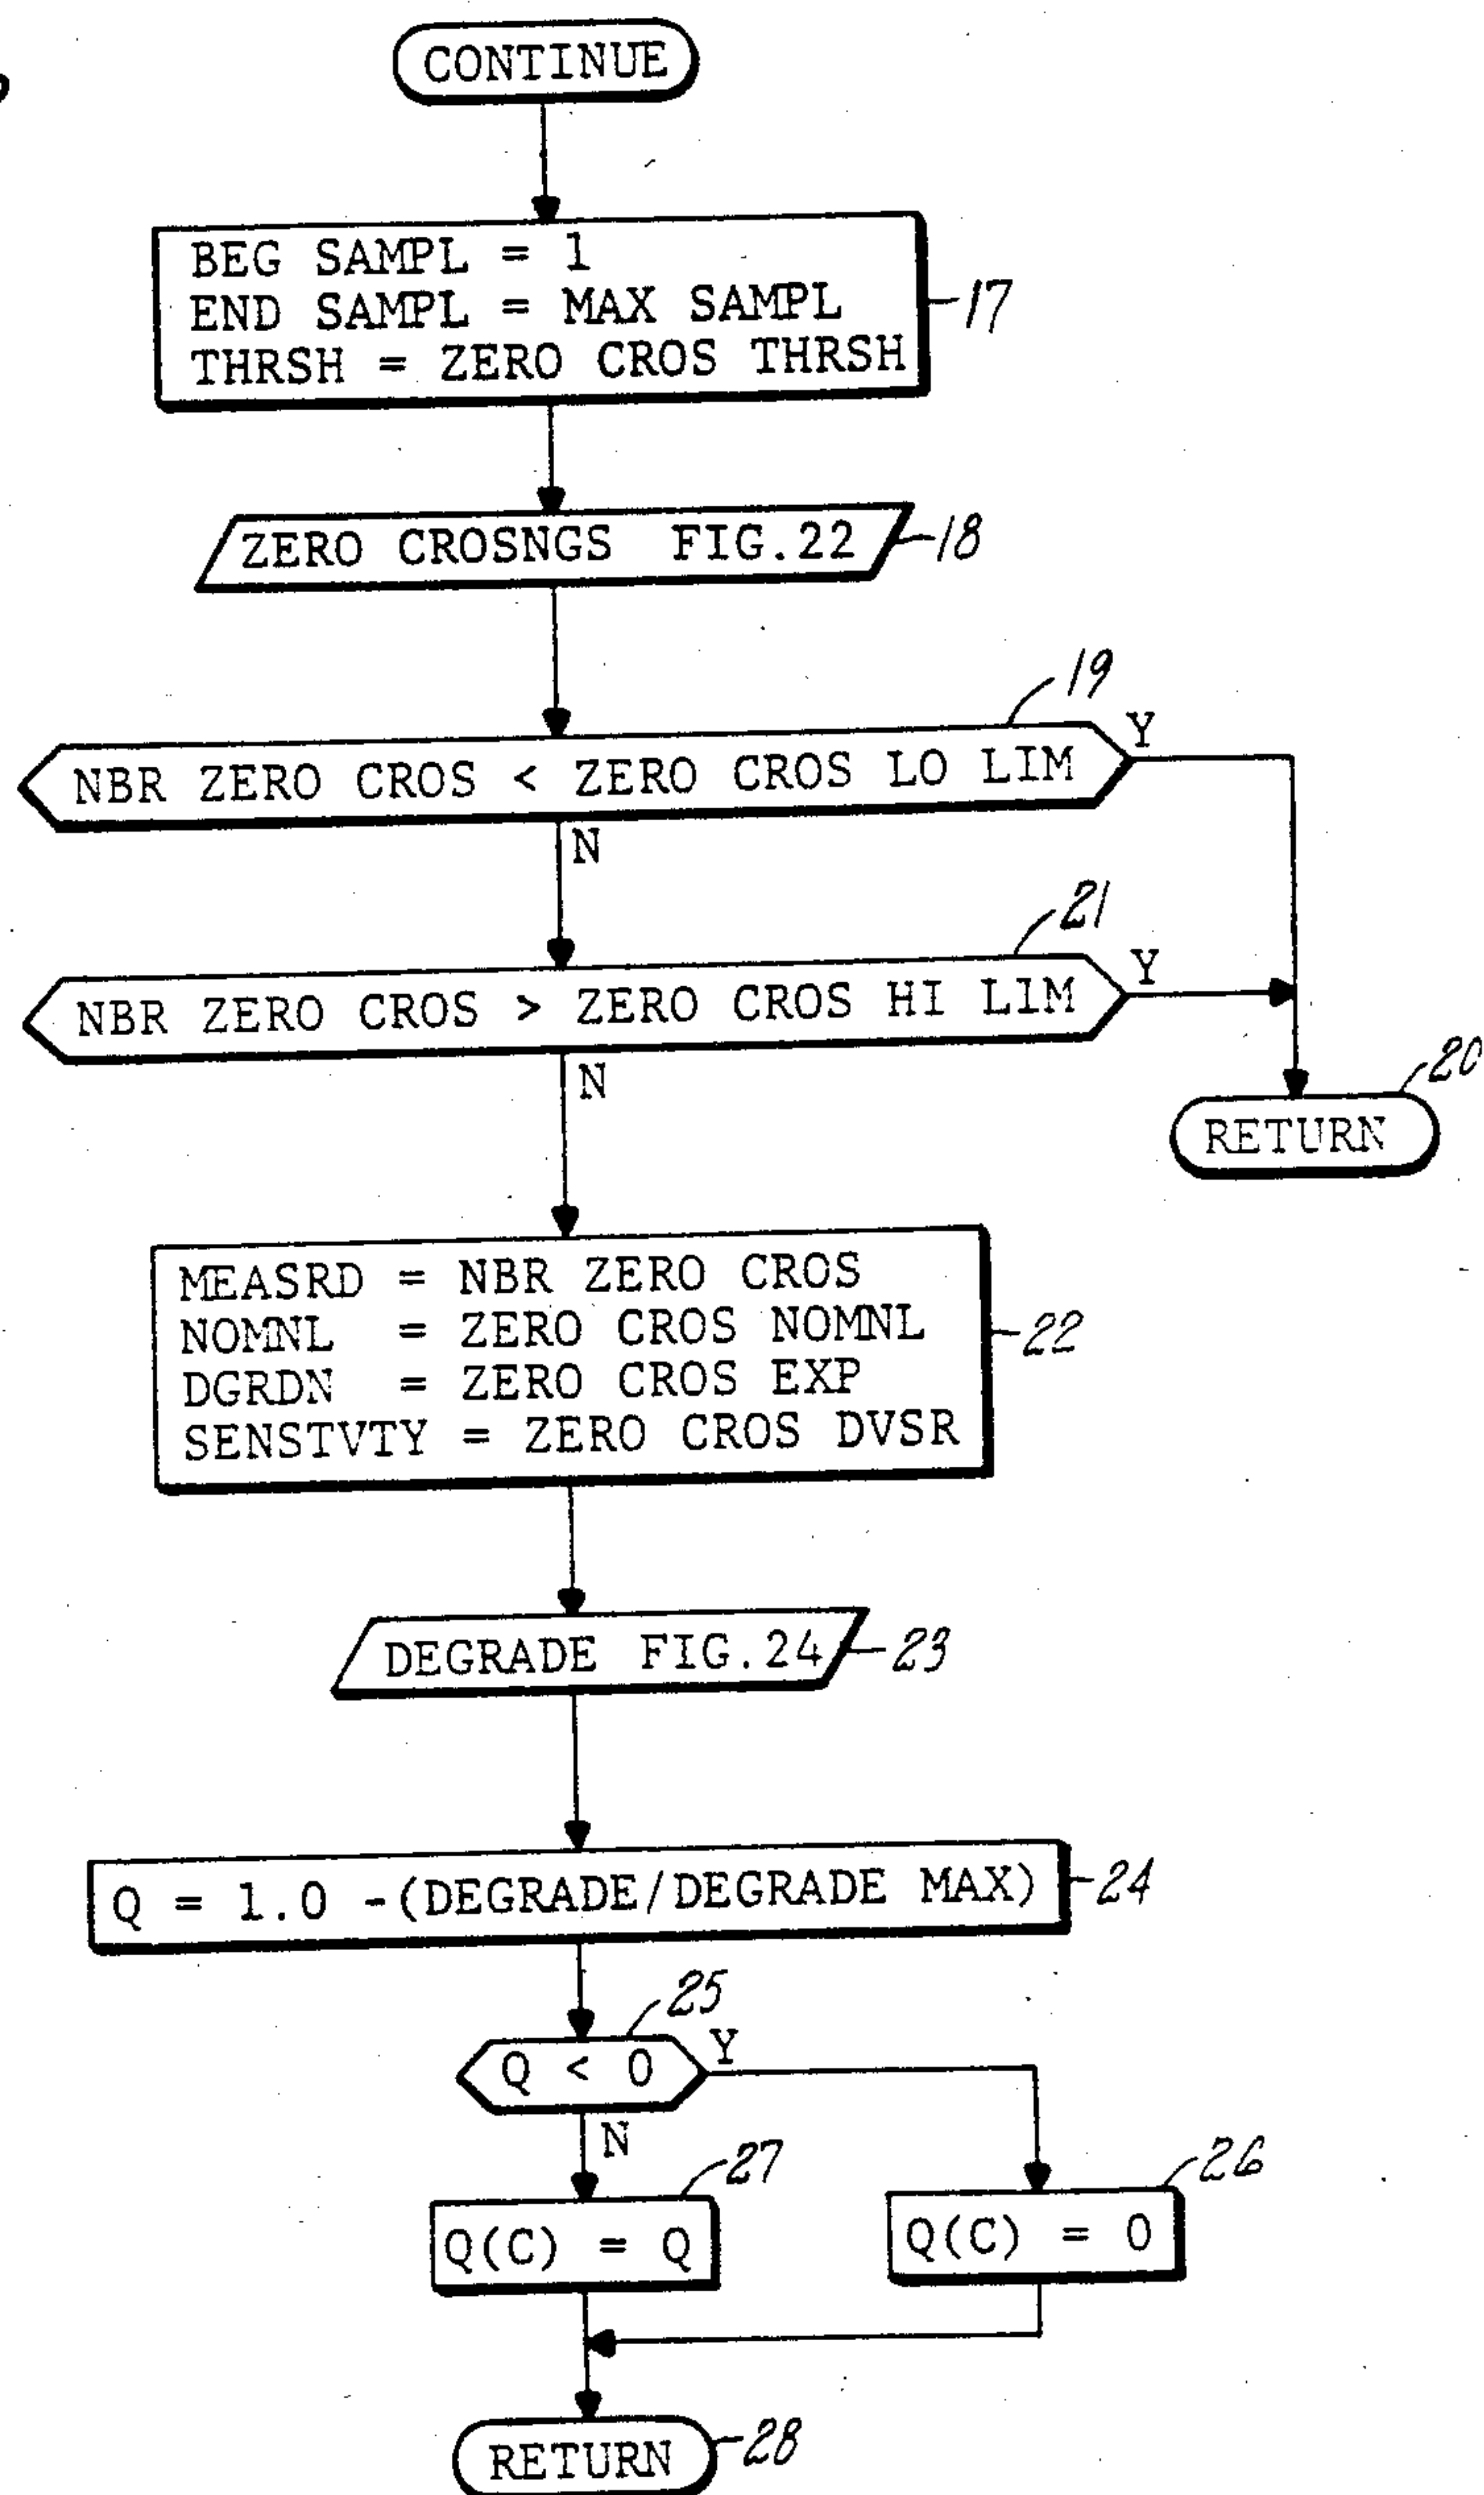 CONTINUE
BEG SAMPL = 1
END SAMPL = MAX SAMPL
THRSH = ZERO CROS THRSH
17
ZERO CROSNGS FIG.22
18
19
NBR ZERO CROS < ZERO CROS LO LIM
Y
N
21
NBR ZERO CROS > ZERO CROS HI LIM
Y
N
20
RETURN
MEASRD = NBR ZERO CROS
NOMNL = ZERO CROS NOMNL
DGRDN = ZERO CROS EXP
SENSTVTY = ZERO CROS DVSR
22
DEGRADE FIG.24
23
Q = 1.0 -(DEGRADE/DEGRADE MAX)
24
25
Q < 0
Y
N
27
Q(C) = Q
26
Q(C) = 0
RETURN
28